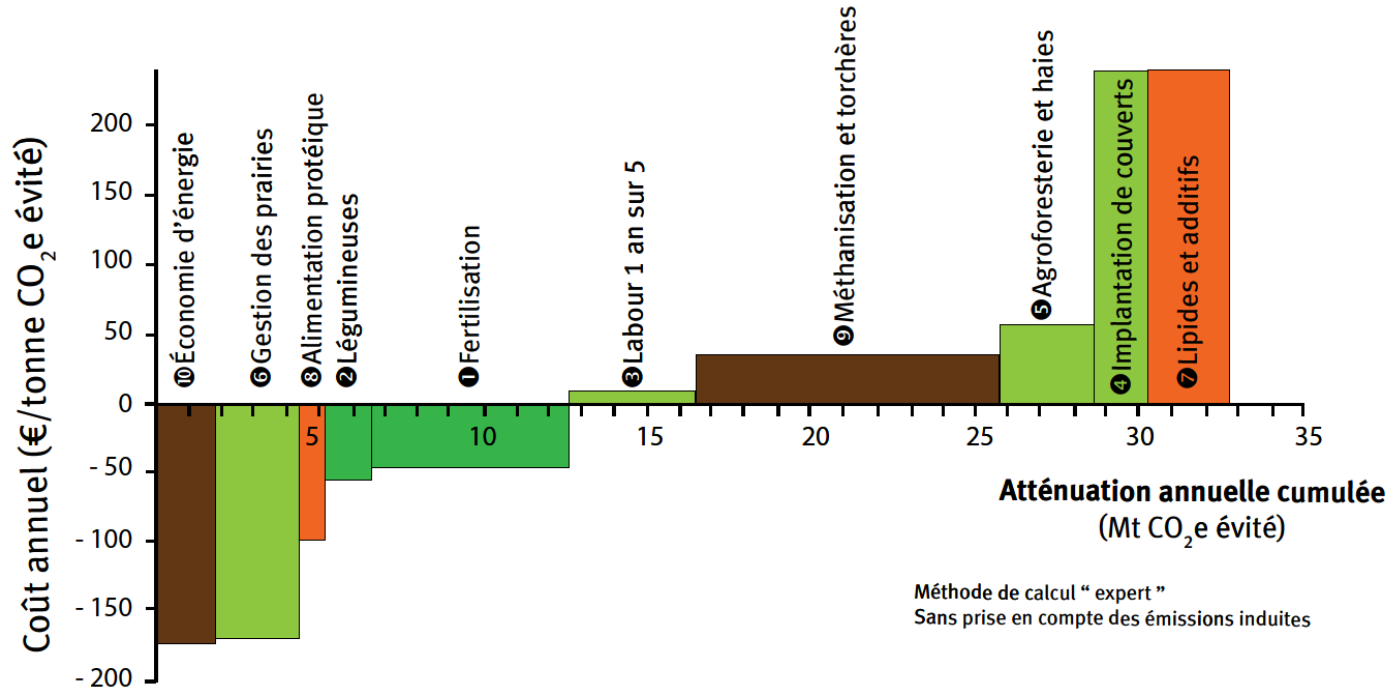 Coût annuel (€/tonne CO₂e évité)
200
150
100
50
0
- 50
- 100
- 150
- 200
❿Économie d'énergie
❻Gestion des prairies
❽Alimentation protéique
❷Légumineuses
❶Fertilisation
❸Labour 1 an sur 5
❾Méthanisation et torchères
❺Agroforesterie et haies
❹Implantation de couverts
❼Lipides et additifs
5
10
15
20
25
30
35
Atténuation annuelle cumulée
(Mt CO₂e évité)
Méthode de calcul “ expert ”
Sans prise en compte des émissions induites